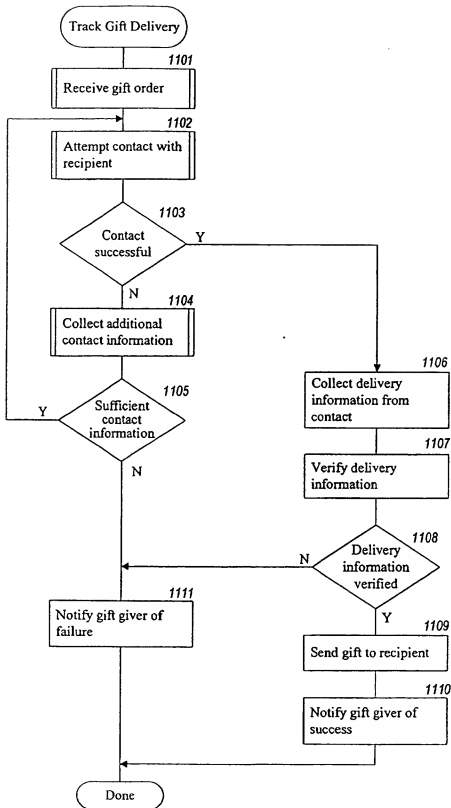 Track Gift Delivery
1101
Receive gift order
1102
Attempt contact with
recipient
1103
Contact
successful
Y
N
1104
Collect additional
contact information
1105
Sufficient
contact
information
Y
N
1106
Collect delivery
information from
contact
1107
Verify delivery
information
1108
Delivery
information
verified
N
Y
1109
Send gift to recipient
1110
Notify gift giver of
success
1111
Notify gift giver of
failure
Done